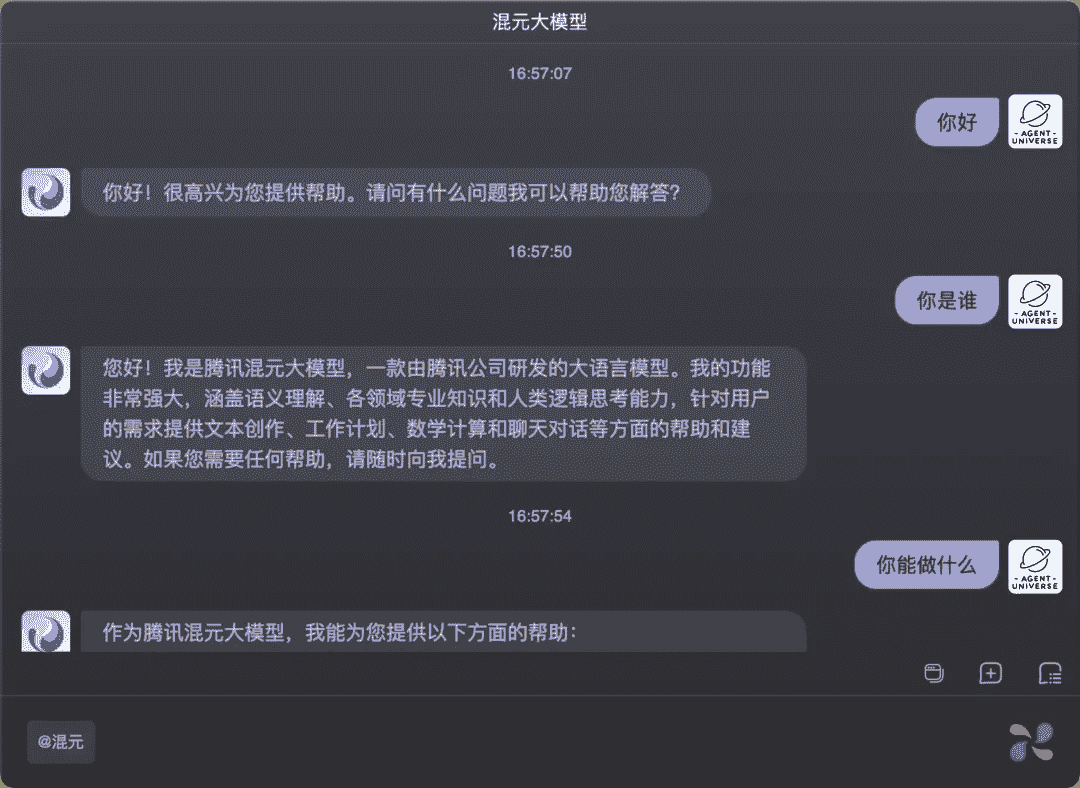 混元大模型
16:57:07
你好
- AGENT -
UNIVERSE
你好！很高兴为您提供帮助。请问有什么问题我可以帮助您解答？
16:57:50
你是谁
- AGENT -
UNIVERSE
您好！我是腾讯混元大模型，一款由腾讯公司研发的大语言模型。我的功能
非常强大，涵盖语义理解、各领域专业知识和人类逻辑思考能力，针对用户
的需求提供文本创作、工作计划、数学计算和聊天对话等方面的帮助和建
议。如果您需要任何帮助，请随时向我提问。
16:57:54
你能做什么
- AGENT -
UNIVERSE
作为腾讯混元大模型，我能为您提供以下方面的帮助：
@混元